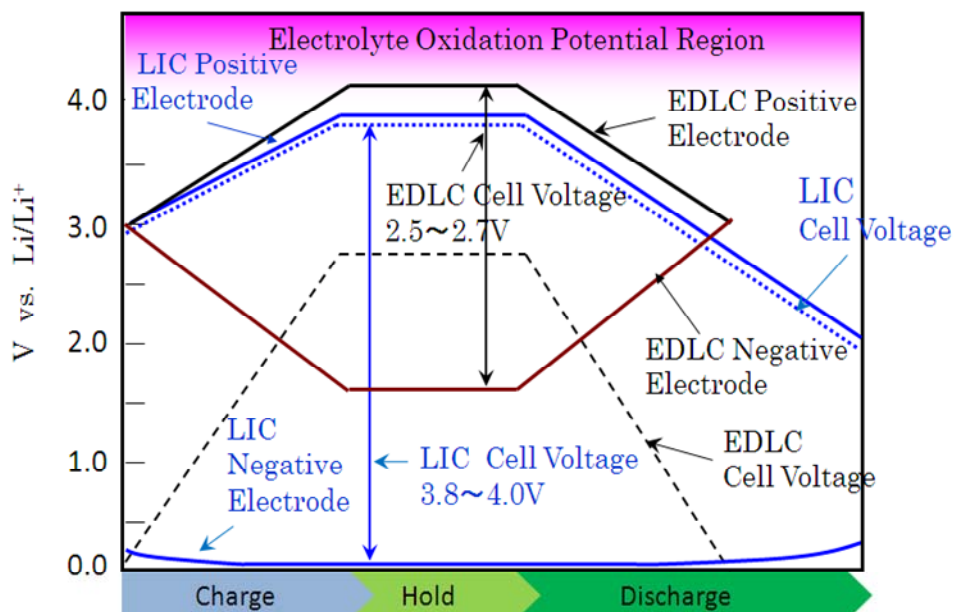 Electrolyte Oxidation Potential Region
LIC Positive
Electrode
4.0
EDLC Positive
Electrode
EDLC Cell Voltage
2.5～2.7V
LIC
Cell Voltage
3.0
V vs. Li/Li⁺
2.0
EDLC Negative
Electrode
LIC
Negative
Electrode
1.0
LIC Cell Voltage
3.8～4.0V
EDLC
Cell Voltage
0.0
Charge
Hold
Discharge